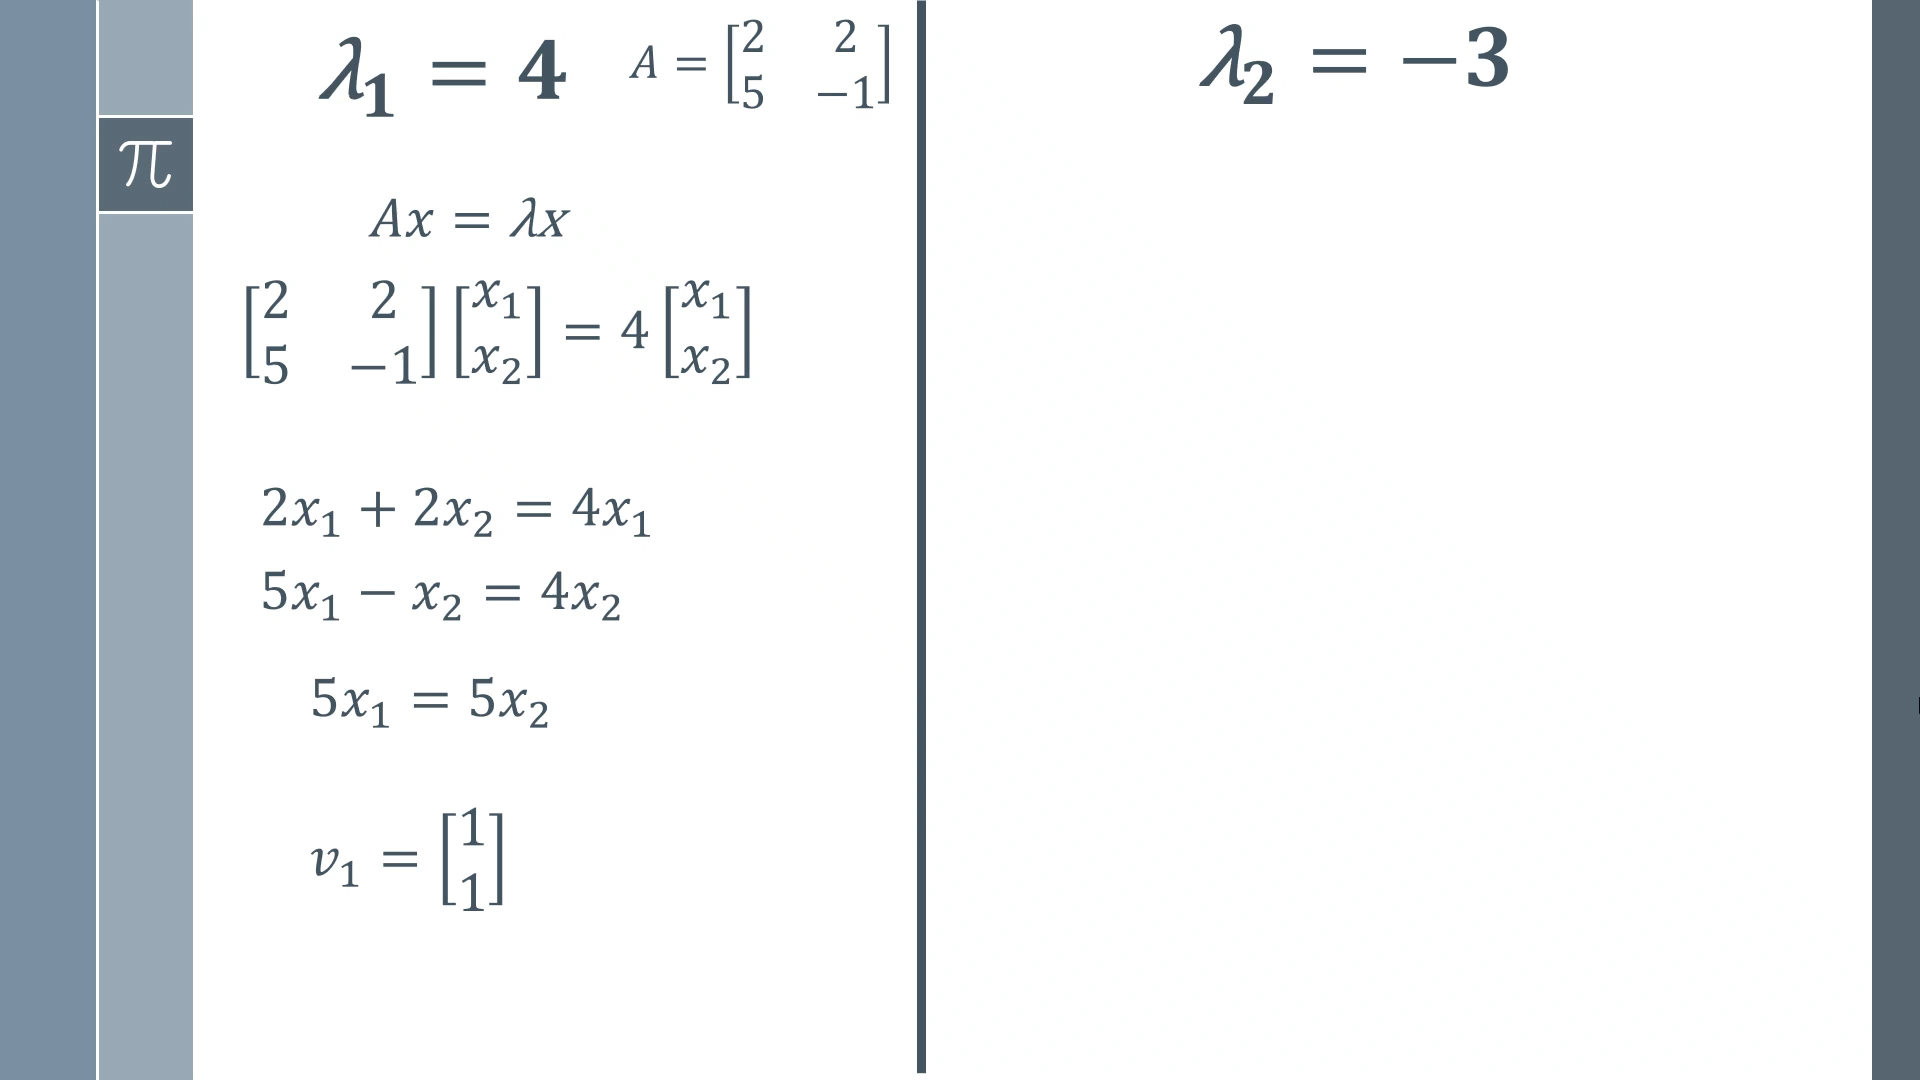 λ₁ = 4
A = [2 2; 5 −1]
π
Ax = λx
[2 2; 5 −1] [x₁; x₂] = 4 [x₁; x₂]
2x₁ + 2x₂ = 4x₁
5x₁ − x₂ = 4x₂
5x₁ = 5x₂
v₁ = [1; 1]
λ₂ = −3